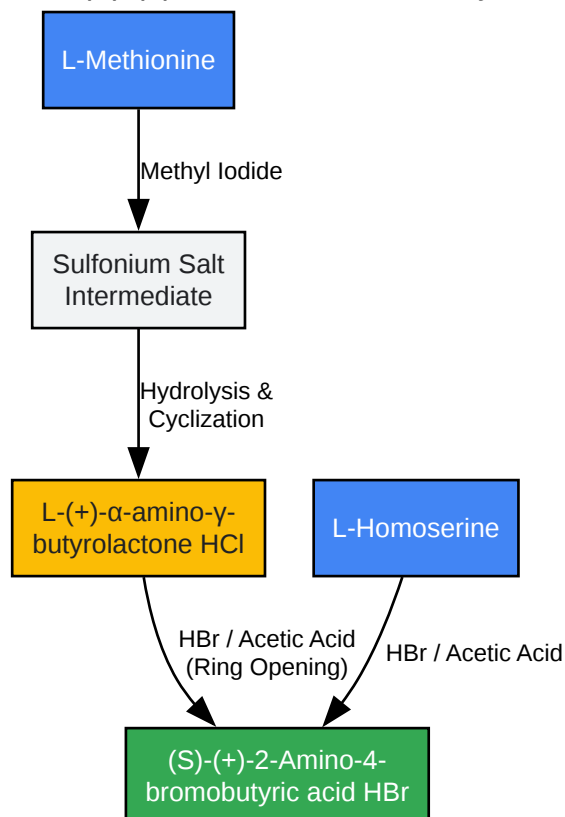 L-Methionine
Methyl Iodide
Sulfonium Salt
Intermediate
Hydrolysis &
Cyclization
L-(+)-α-amino-γ-
butyrolactone HCl
L-Homoserine
HBr / Acetic Acid
(Ring Opening)
HBr / Acetic Acid
(S)-(+)-2-Amino-4-
bromobutyric acid HBr